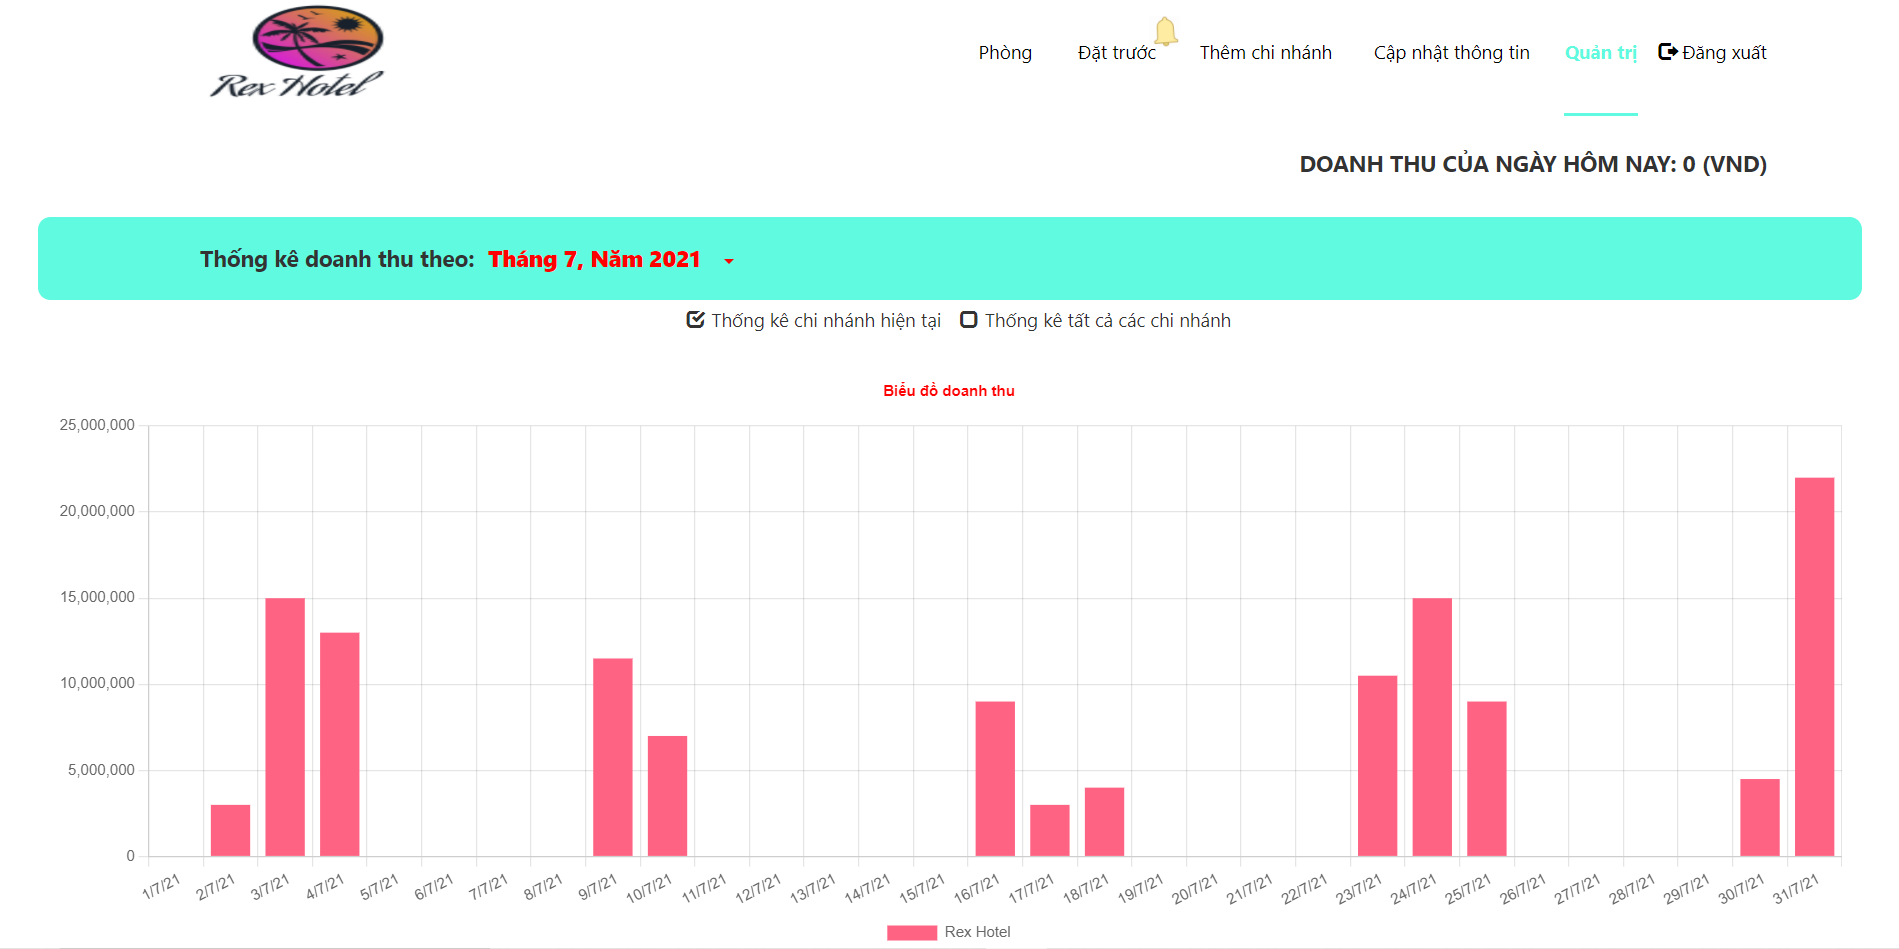 Rex Hotel
Phòng Đặt trước Thêm chi nhánh Cập nhật thông tin Quản trị Đăng xuất
DOANH THU CỦA NGÀY HÔM NAY: 0 (VND)
Thống kê doanh thu theo: Tháng 7, Năm 2021
Thống kê chi nhánh hiện tại Thống kê tất cả các chi nhánh
Biểu đồ doanh thu
25,000,000
20,000,000
15,000,000
10,000,000
5,000,000
0
1/7/21 2/7/21 3/7/21 4/7/21 5/7/21 6/7/21 7/7/21 8/7/21 9/7/21 10/7/21 11/7/21 12/7/21 13/7/21 14/7/21 15/7/21 16/7/21 17/7/21 18/7/21 19/7/21 20/7/21 21/7/21 22/7/21 23/7/21 24/7/21 25/7/21 26/7/21 27/7/21 28/7/21 29/7/21 30/7/21 31/7/21
Rex Hotel